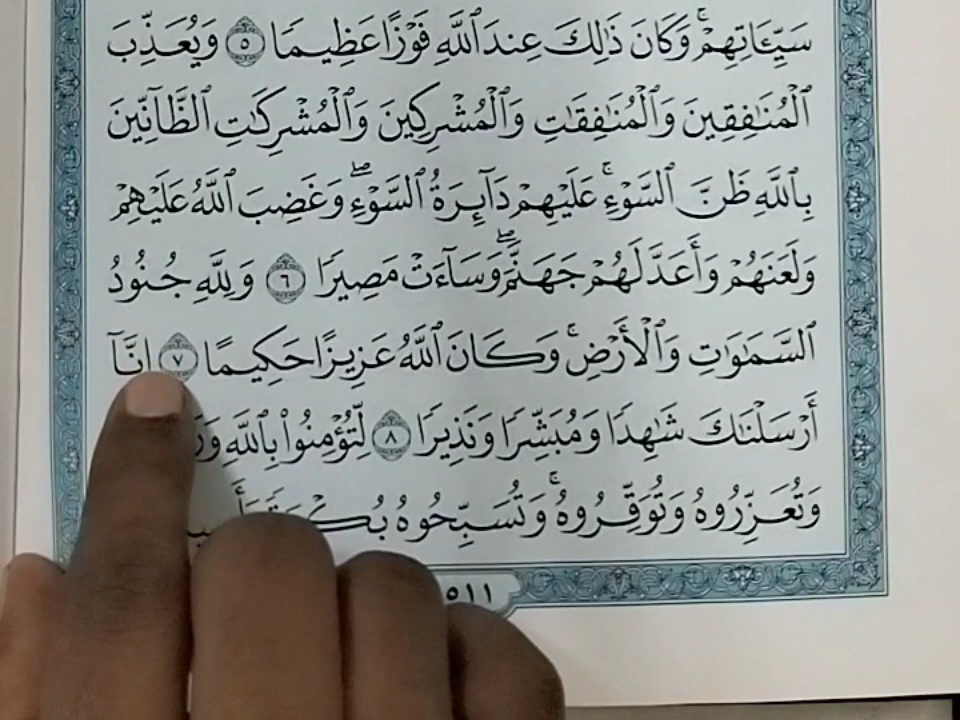 سَيِّـَٔاتِهِمْۚ وَكَانَ ذَٰلِكَ عِندَ ٱللَّهِ فَوْزًا عَظِيمًا ٥ وَيُعَذِّبَ
ٱلْمُنَٰفِقِينَ وَٱلْمُنَٰفِقَٰتِ وَٱلْمُشْرِكِينَ وَٱلْمُشْرِكَٰتِ ٱلظَّآنِّينَ
بِٱللَّهِ ظَنَّ ٱلسَّوْءِۚ عَلَيْهِمْ دَآئِرَةُ ٱلسَّوْءِۖ وَغَضِبَ ٱللَّهُ عَلَيْهِمْ
وَلَعَنَهُمْ وَأَعَدَّ لَهُمْ جَهَنَّمَۖ وَسَآءَتْ مَصِيرًا ٦ وَلِلَّهِ جُنُودُ
ٱلسَّمَٰوَٰتِ وَٱلْأَرْضِۚ وَكَانَ ٱللَّهُ عَزِيزًا حَكِيمًا ٧ إِنَّآ
أَرْسَلْنَٰكَ شَٰهِدًا وَمُبَشِّرًا وَنَذِيرًا ٨ لِّتُؤْمِنُوا۟ بِٱللَّهِ
وَتُعَزِّرُوهُ وَتُوَقِّرُوهُۚ وَتُسَبِّحُوهُ
٥١١